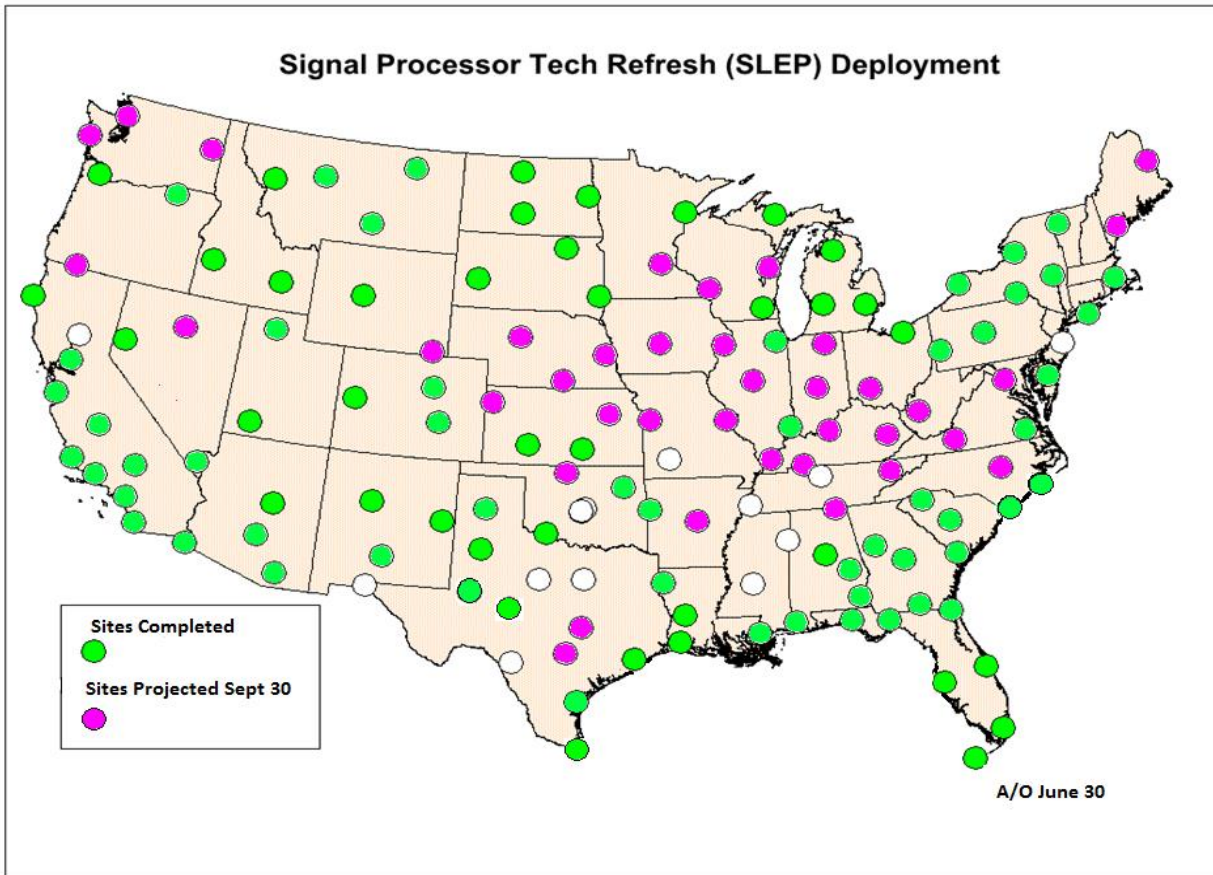 Signal Processor Tech Refresh (SLEP) Deployment
Sites Completed
Sites Projected Sept 30
A/O June 30